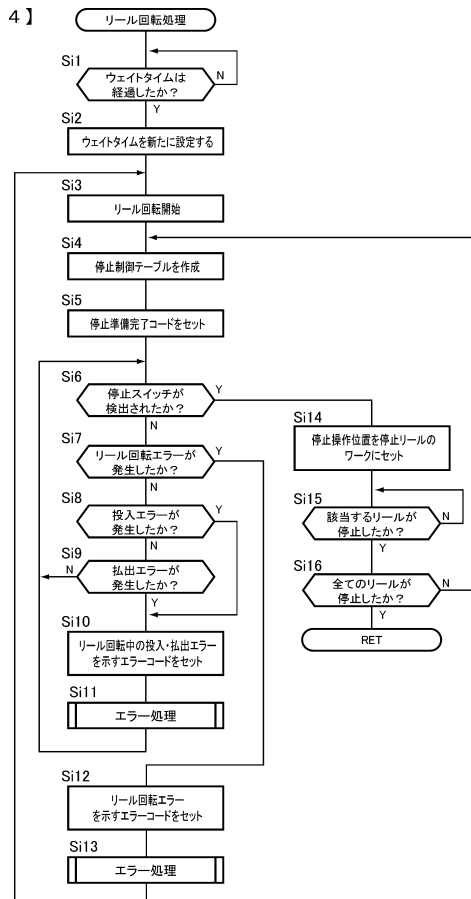 4 】
リール回転処理
Si1
ウェイトタイムは
経過したか？
N
Y
Si2
ウェイトタイムを新たに設定する
Si3
リール回転開始
Si4
停止制御テーブルを作成
Si5
停止準備完了コードをセット
Si6
停止スイッチが
検出されたか？
Y
N
Si7
リール回転エラーが
発生したか？
Y
N
Si8
投入エラーが
発生したか？
Y
N
Si9
払出エラーが
発生したか？
N
Y
Si10
リール回転中の投入・払出エラー
を示すエラーコードをセット
Si11
エラー処理
Si12
リール回転エラー
を示すエラーコードをセット
Si13
エラー処理
Si14
停止操作位置を停止リールの
ワークにセット
Si15
該当するリールが
停止したか？
N
Y
Si16
全てのリールが
停止したか？
N
Y
RET